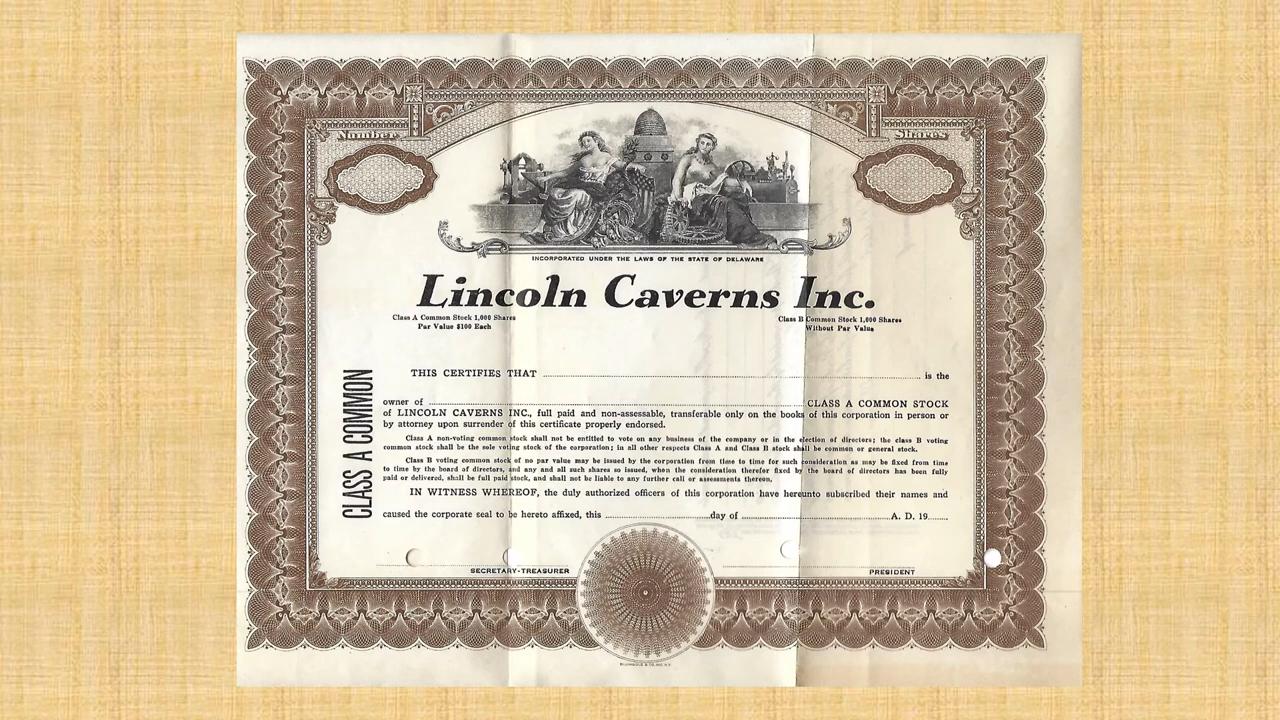 Number
Shares
INCORPORATED UNDER THE LAWS OF THE STATE OF DELAWARE
Lincoln Caverns Inc.
Class A Common Stock 1,000 Shares
Par Value $100 Each
Class B Common Stock 1,000 Shares
Without Par Value
CLASS A COMMON
THIS CERTIFIES THAT is the
owner of CLASS A COMMON STOCK
of LINCOLN CAVERNS INC., full paid and non-assessable, transferable only on the books of this corporation in person or
by attorney upon surrender of this certificate properly endorsed.
Class A non-voting common stock shall not be entitled to vote on any business of the company or in the election of directors; the class B voting
common stock shall be the sole voting stock of the corporation; in all other respects Class A and Class B stock shall be common or general stock.
Class B voting common stock of no par value may be issued by the corporation from time to time for such consideration as may be fixed from time
to time by the board of directors, and any and all such shares so issued, when the consideration therefor fixed by the board of directors has been fully
paid or delivered, shall be full paid stock, and shall not be liable to any further call or assessments thereon.
IN WITNESS WHEREOF, the duly authorized officers of this corporation have hereunto subscribed their names and
caused the corporate seal to be hereto affixed, this day of A. D. 19
SECRETARY-TREASURER
PRESIDENT